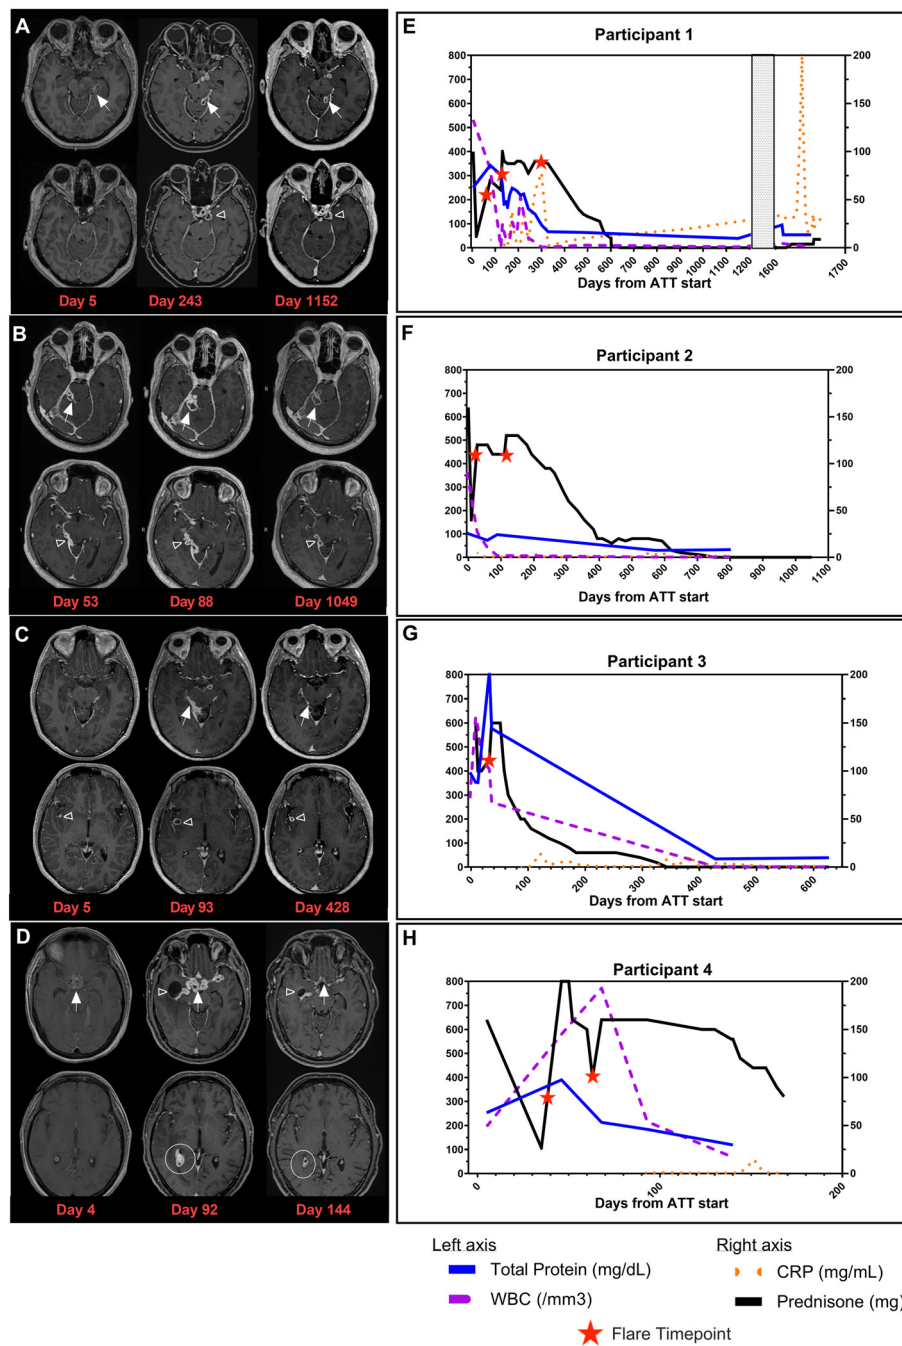 A
Day 5 Day 243 Day 1152
B
R R
Day 53 Day 88 Day 1049
C
Day 5 Day 93 Day 428
D
Day 4 Day 92 Day 144
E
Participant 1
800 700 600 500 400 300 200 100 0
200 150 100 50 0
0 100 200 300 400 500 600 700 800 900 1000 1100 1200 1600 1700
Days from ATT start
F
Participant 2
800 700 600 500 400 300 200 100 0
200 150 100 50 0
0 100 200 300 400 500 600 700 800 900 1000 1100
Days from ATT start
G
Participant 3
800 700 600 500 400 300 200 100 0
200 150 100 50 0
0 100 200 300 400 500 600
Days from ATT start
H
Participant 4
800 700 600 500 400 300 200 100 0
200 150 100 50 0
0 100 200
Days from ATT start
Left axis Right axis
Total Protein (mg/dL) CRP (mg/mL)
WBC (/mm3) Prednisone (mg)
Flare Timepoint